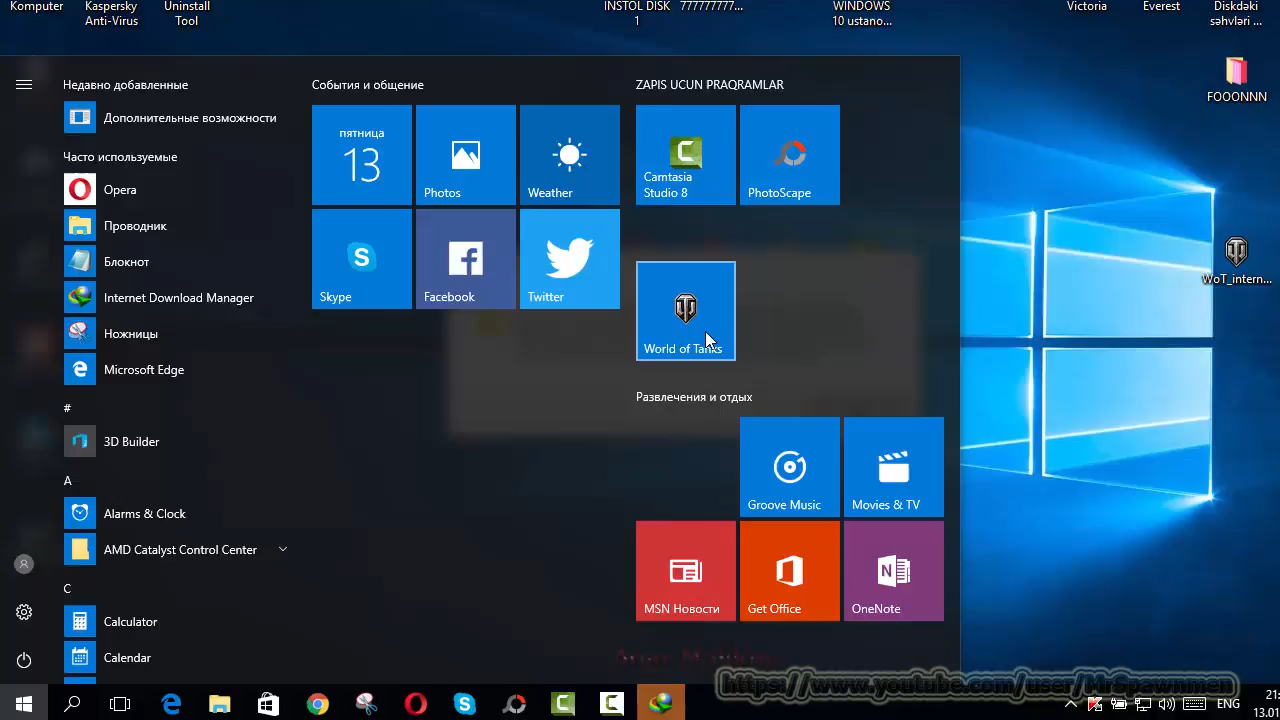 Komputer
Kaspersky
Anti-Virus
Uninstall
Tool
INSTOL DISK
1
777777777...
WINDOWS
10 ustano...
Victoria
Everest
Diskdəki
səhvləri ...
FOOONNN
WoT_intern...
Недавно добавленные
Дополнительные возможности
Часто используемые
Opera
Проводник
Блокнот
Internet Download Manager
Ножницы
Microsoft Edge
#
3D Builder
A
Alarms & Clock
AMD Catalyst Control Center
C
Calculator
Calendar
События и общение
пятница
13
Photos
Weather
Skype
Facebook
Twitter
ZAPIS UCUN PRAQRAMLAR
Camtasia
Studio 8
PhotoScape
World of Tanks
Развлечения и отдых
Groove Music
Movies & TV
MSN Новости
Get Office
OneNote
https://www.youtube.com/user/MrSpawnmen
ENG
21:
13.01